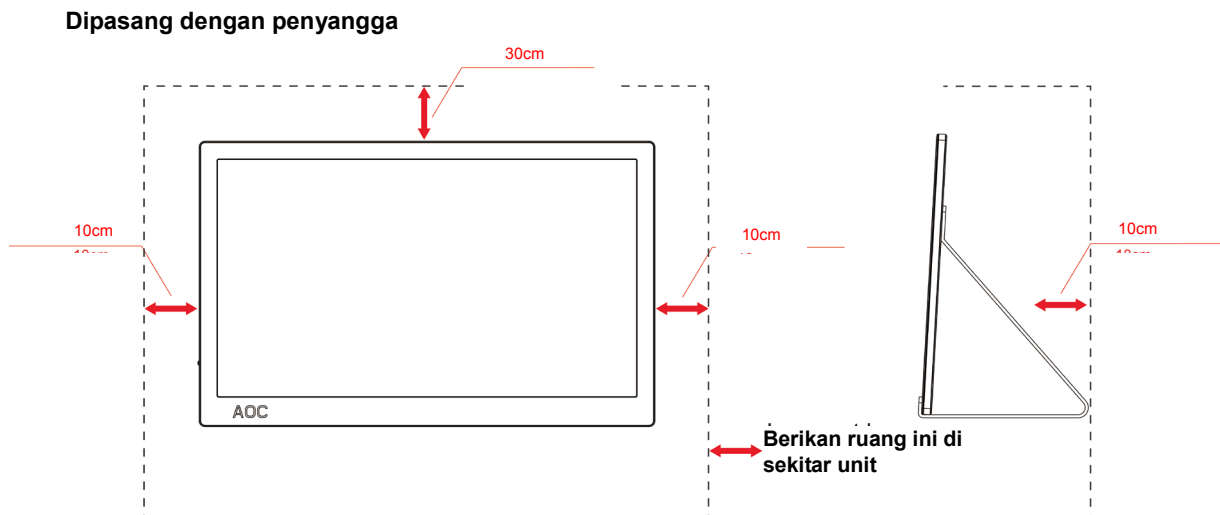 Dipasang dengan penyangga
30cm
10cm
10cm
10cm
AOC
Berikan ruang ini di
sekitar unit